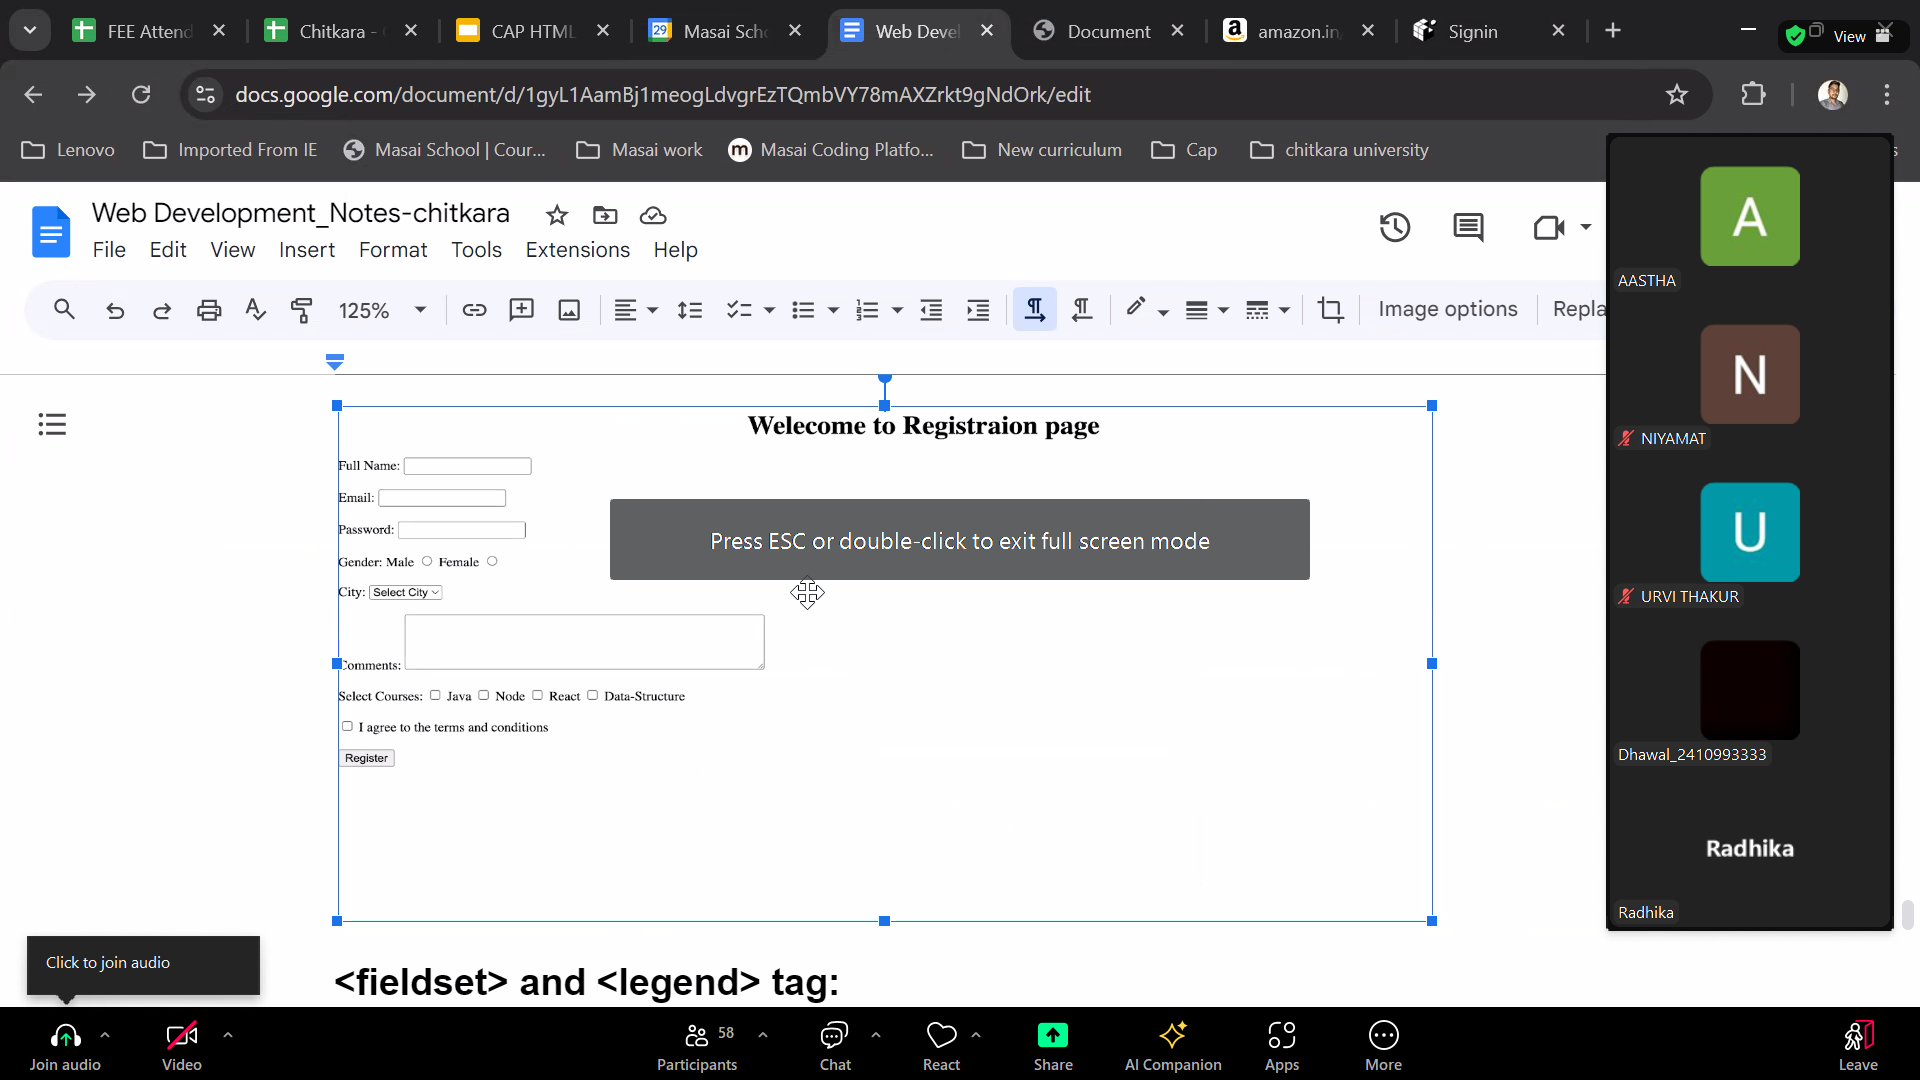 FEE Attend
Chitkara -
CAP HTML
29
Masai Scho
Web Devel
Document
amazon.in
Signin
View
docs.google.com/document/d/1gyL1AamBj1meogLdvgrEzTQmbVY78mAXZrkt9gNdOrk/edit
Lenovo
Imported From IE
Masai School | Cour...
Masai work
m
Masai Coding Platfo...
New curriculum
Cap
chitkara university
Web Development_Notes-chitkara
File
Edit
View
Insert
Format
Tools
Extensions
Help
125%
Image options
Repla
A
AASTHA
N
NIYAMAT
U
URVI THAKUR
Dhawal_2410993333
Radhika
Radhika
Welecome to Registraion page
Full Name:
Email:
Password:
Gender: Male Female
City: Select City
Comments:
Select Courses: Java Node React Data-Structure
I agree to the terms and conditions
Register
Press ESC or double-click to exit full screen mode
<fieldset> and <legend> tag:
Click to join audio
Join audio
Video
58
Participants
Chat
React
Share
AI Companion
Apps
More
Leave